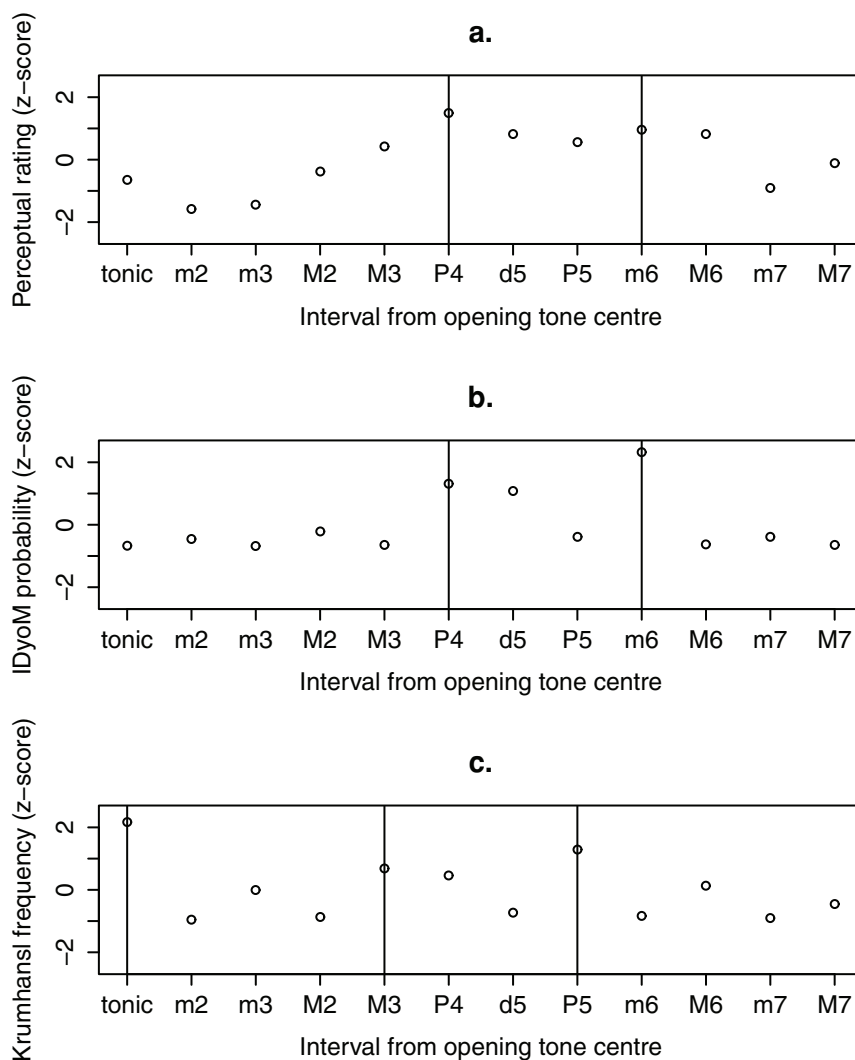 a.
Perceptual rating (z−score)
2
0
−2
tonic m2 m3 M2 M3 P4 d5 P5 m6 M6 m7 M7
Interval from opening tone centre
b.
IDyoM probability (z−score)
2
0
−2
tonic m2 m3 M2 M3 P4 d5 P5 m6 M6 m7 M7
Interval from opening tone centre
c.
Krumhansl frequency (z−score)
2
0
−2
tonic m2 m3 M2 M3 P4 d5 P5 m6 M6 m7 M7
Interval from opening tone centre